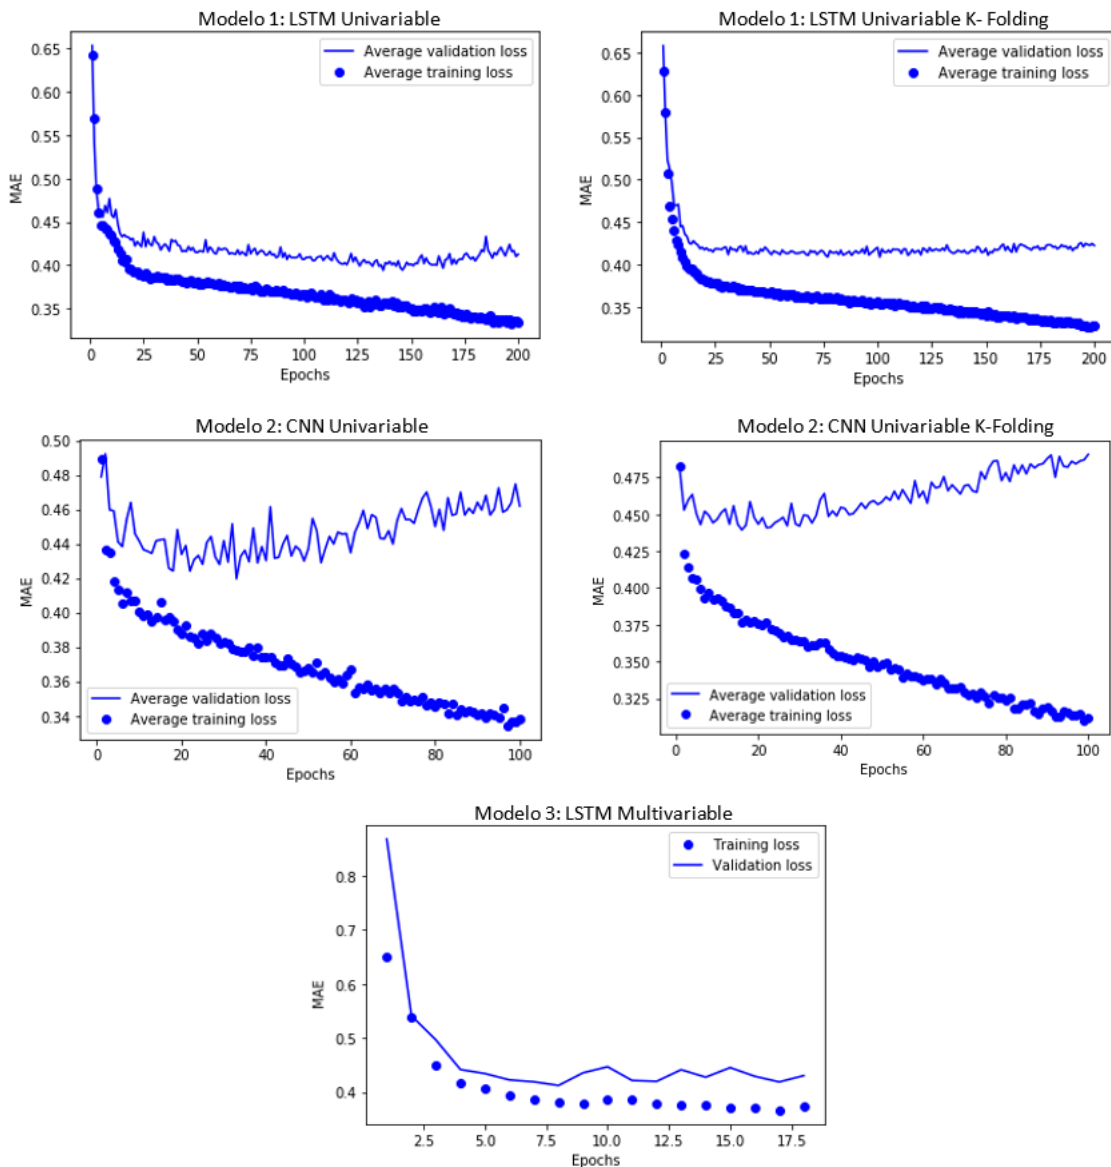 Modelo 1: LSTM Univariable
Average validation loss
Average training loss
MAE
0.65
0.60
0.55
0.50
0.45
0.40
0.35
0 25 50 75 100 125 150 175 200
Epochs
Modelo 1: LSTM Univariable K- Folding
Average validation loss
Average training loss
MAE
0.65
0.60
0.55
0.50
0.45
0.40
0.35
0 25 50 75 100 125 150 175 200
Epochs
Modelo 2: CNN Univariable
MAE
0.50
0.48
0.46
0.44
0.42
0.40
0.38
0.36
0.34
Average validation loss
Average training loss
0 20 40 60 80 100
Epochs
Modelo 2: CNN Univariable K-Folding
MAE
0.475
0.450
0.425
0.400
0.375
0.350
0.325
Average validation loss
Average training loss
0 20 40 60 80 100
Epochs
Modelo 3: LSTM Multivariable
Training loss
Validation loss
MAE
0.8
0.7
0.6
0.5
0.4
2.5 5.0 7.5 10.0 12.5 15.0 17.5
Epochs